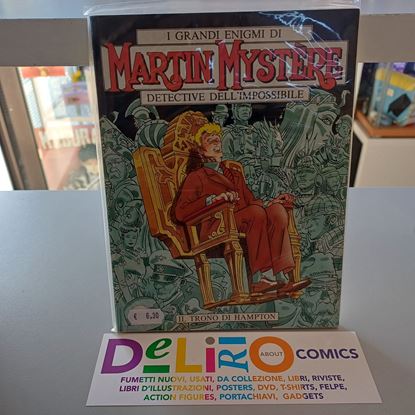 I GRANDI ENIGMI DI
MARTIN MYSTÈRE
DETECTIVE DELL'IMPOSSIBILE
IL TRONO DI HAMPTON
€ 6,30
DeLiRiO ABOUT COMICS
FUMETTI NUOVI, USATI, DA COLLEZIONE, LIBRI, RIVISTE,
LIBRI D'ILLUSTRAZIONI, POSTERS, DVD, T-SHIRTS, FELPE,
ACTION FIGURES, PORTACHIAVI, GADGETS